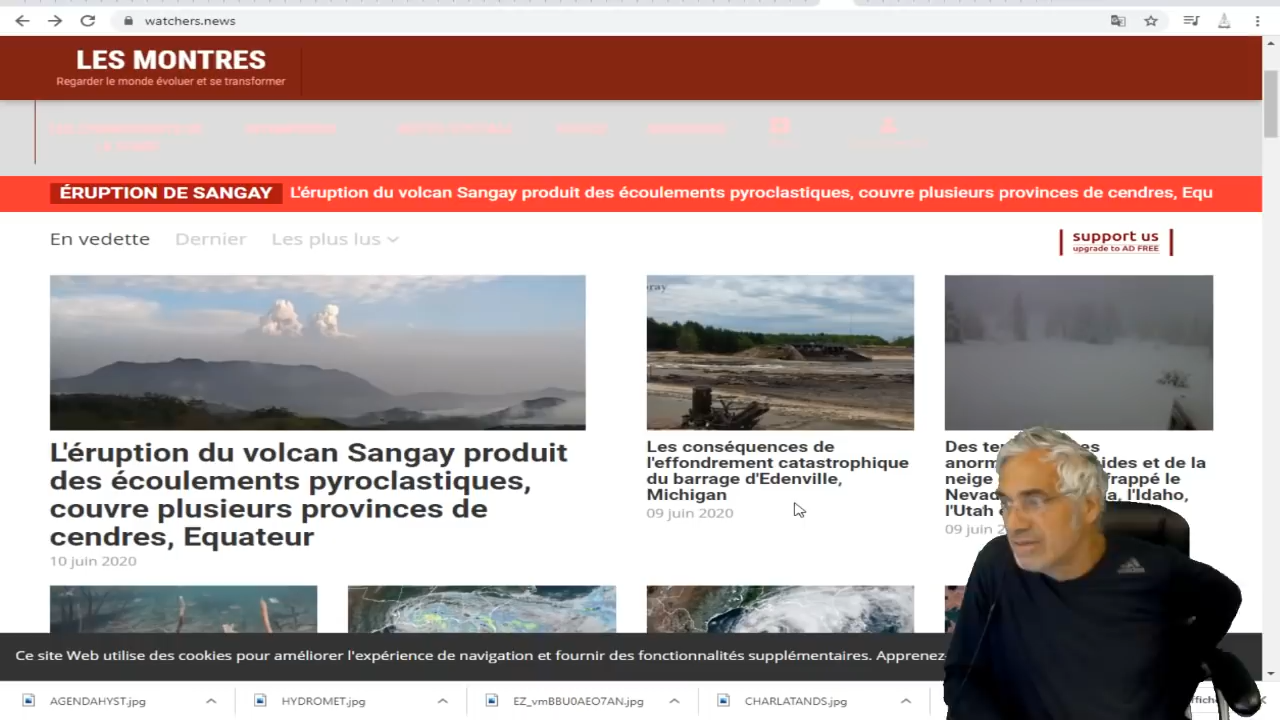 watchers.news
LES MONTRES
Regarder le monde évoluer et se transformer
ÉRUPTION DE SANGAY L'éruption du volcan Sangay produit des écoulements pyroclastiques, couvre plusieurs provinces de cendres, Equ
En vedette Dernier Les plus lus
support us
upgrade to AD FREE
L'éruption du volcan Sangay produit
des écoulements pyroclastiques,
couvre plusieurs provinces de
cendres, Equateur
10 juin 2020
Les conséquences de
l'effondrement catastrophique
du barrage d'Edenville,
Michigan
09 juin 2020
Des
et de la
neige
frappé le
l'Idaho,
l'Utah
09 juin
Ce site Web utilise des cookies pour améliorer l'expérience de navigation et fournir des fonctionnalités supplémentaires. Apprenez-
AGENDAHYST.jpg HYDROMET.jpg EZ_vmBBU0AEO7AN.jpg CHARLATANDS.jpg